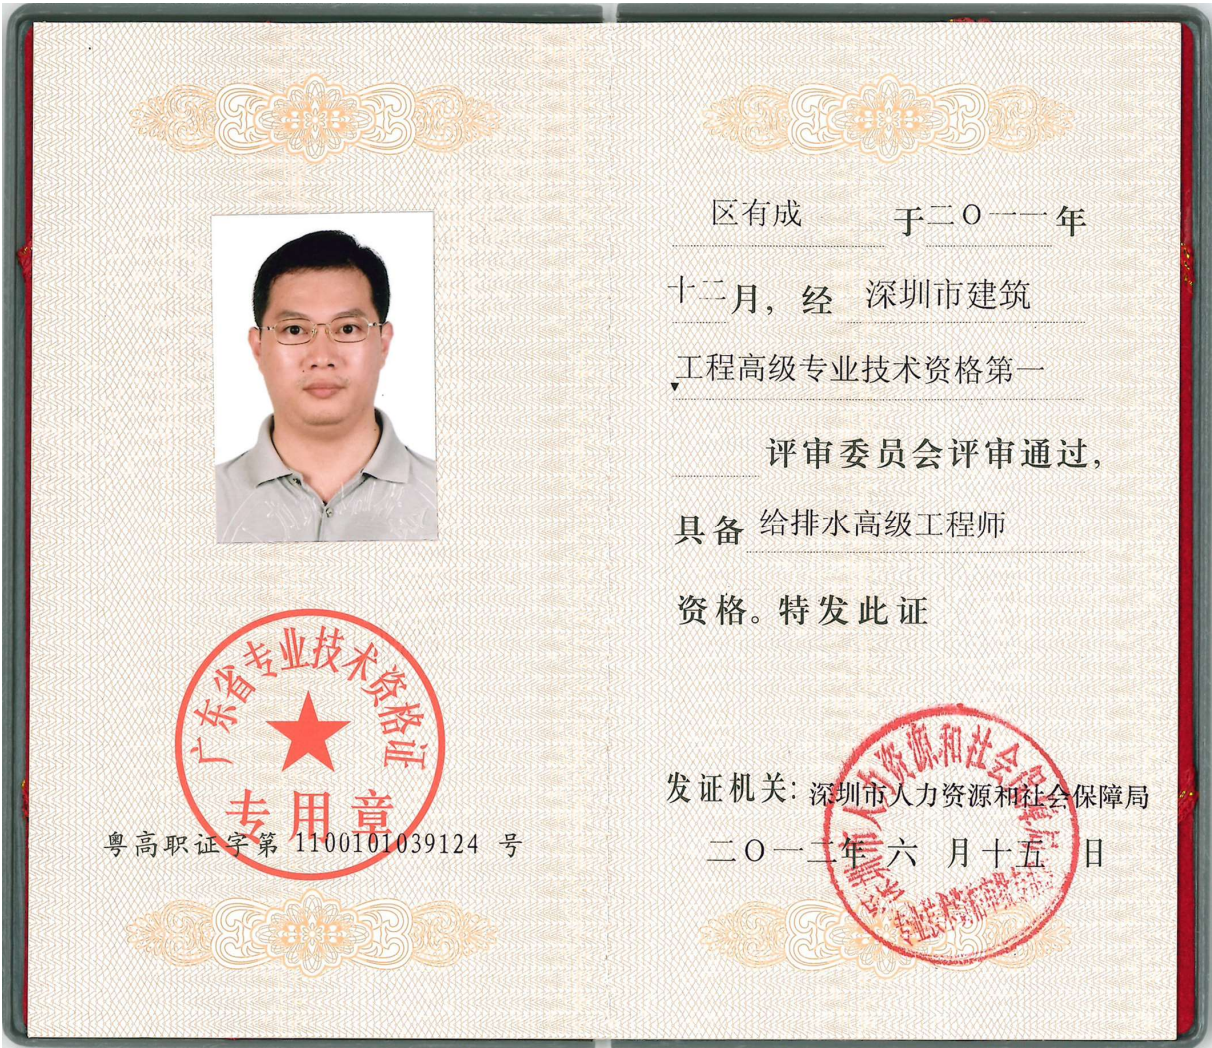 广东省专业技术资格证
专用章
粤高职证字第 1100101039124 号
区有成 于二〇一一年
十二月，经 深圳市建筑
工程高级专业技术资格第一
评审委员会评审通过，
具备 给排水高级工程师
资格。特发此证
发证机关：深圳市人力资源和社会保障局
二〇一二年 六 月十五 日
深圳市人力资源和社会保障局